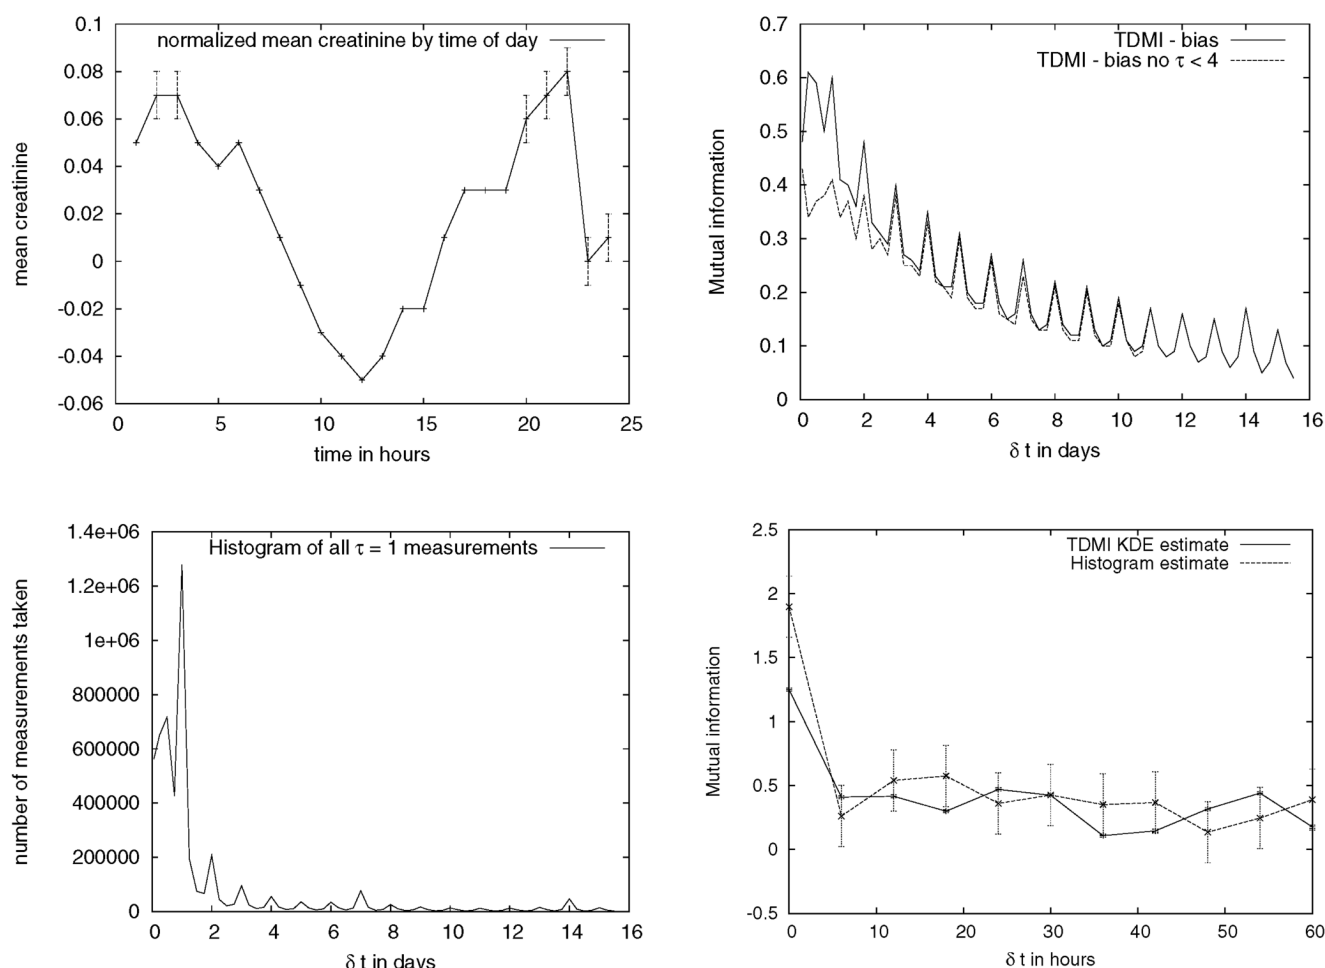 0.1
0.08
0.06
0.04
0.02
0
-0.02
-0.04
-0.06
mean creatinine
normalized mean creatinine by time of day
0 5 10 15 20 25
time in hours
0.7
0.6
0.5
0.4
0.3
0.2
0.1
0
Mutual information
TDMI - bias
TDMI - bias no τ < 4
0 2 4 6 8 10 12 14 16
δ t in days
1.4e+06
1.2e+06
1e+06
800000
600000
400000
200000
0
number of measurements taken
Histogram of all τ = 1 measurements
0 2 4 6 8 10 12 14 16
δ t in days
2.5
2
1.5
1
0.5
0
-0.5
Mutual information
TDMI KDE estimate
Histogram estimate
0 10 20 30 40 50 60
δ t in hours